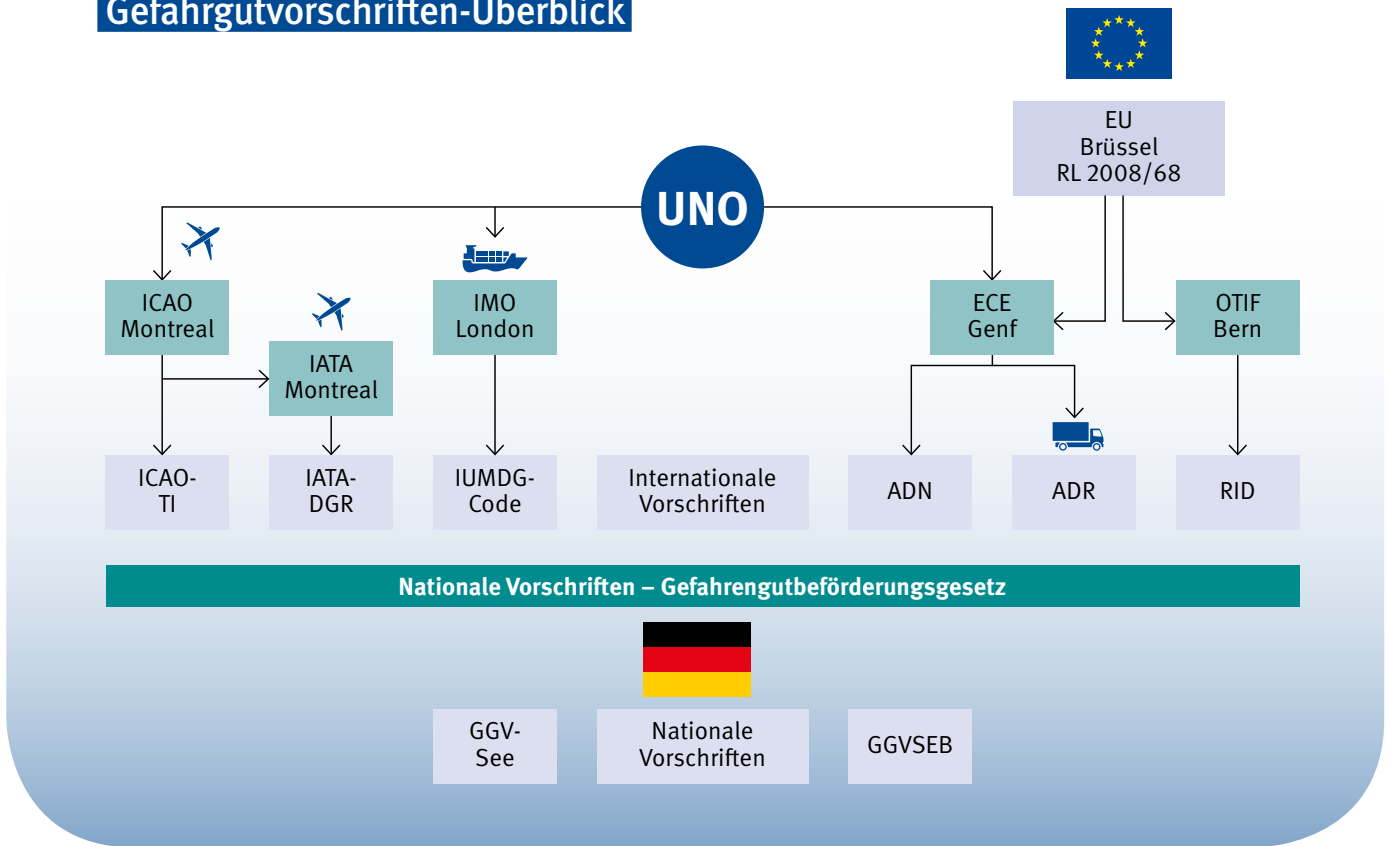 Gefahrgutvorschriften-Überblick
EU
Brüssel
RL 2008/68
UNO
ICAO
Montreal
IATA
Montreal
IMO
London
ECE
Genf
OTIF
Bern
ICAO-
TI
IATA-
DGR
IUMDG-
Code
Internationale
Vorschriften
ADN
ADR
RID
Nationale Vorschriften – Gefahrengutbeförderungsgesetz
GGV-
See
Nationale
Vorschriften
GGVSEB